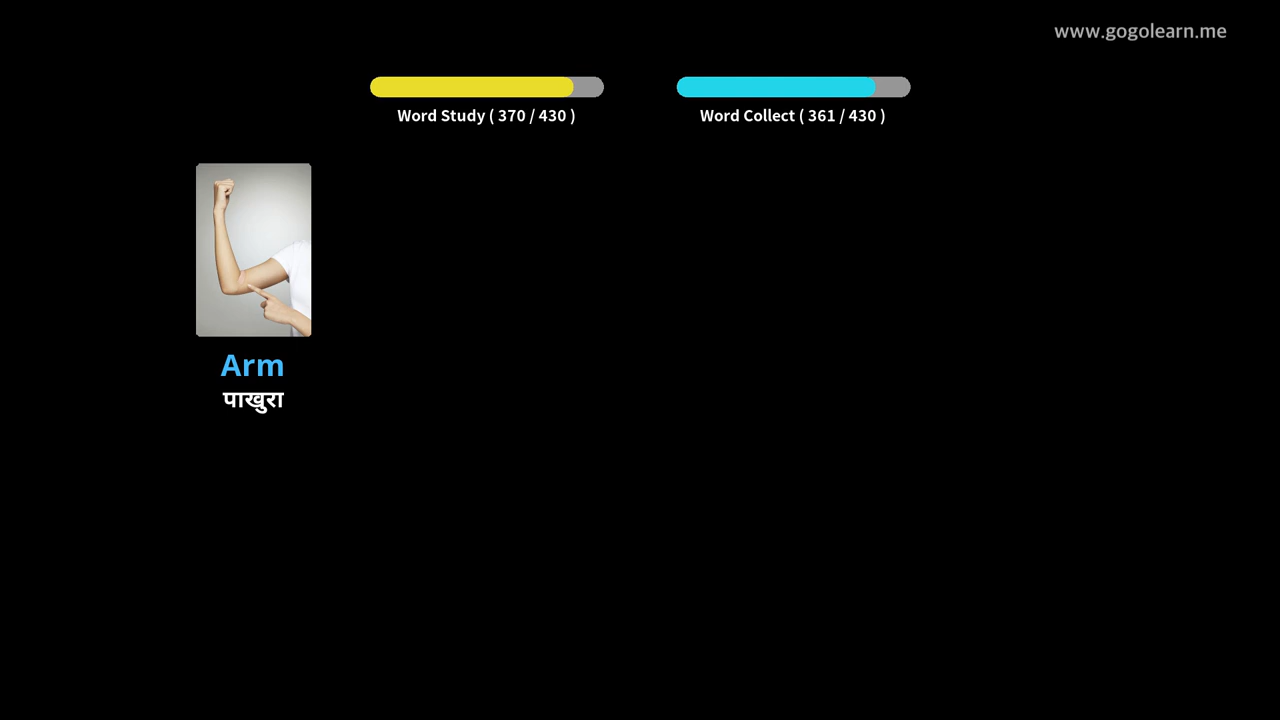 www.gogolearn.me
Word Study ( 370 / 430 )
Word Collect ( 361 / 430 )
Arm
पाखुरा